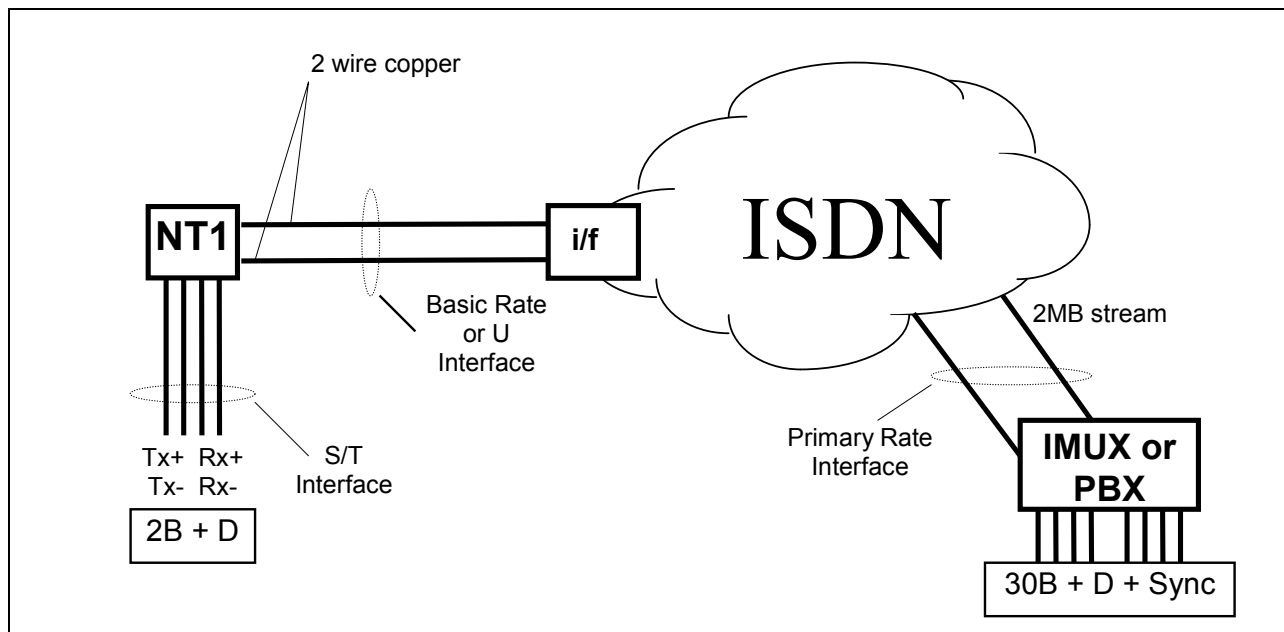 2 wire copper
NT1
i/f
ISDN
Basic Rate
or U
Interface
2MB stream
Tx+ Rx+
Tx- Rx-
S/T
Interface
2B + D
Primary Rate
Interface
IMUX or
PBX
30B + D + Sync